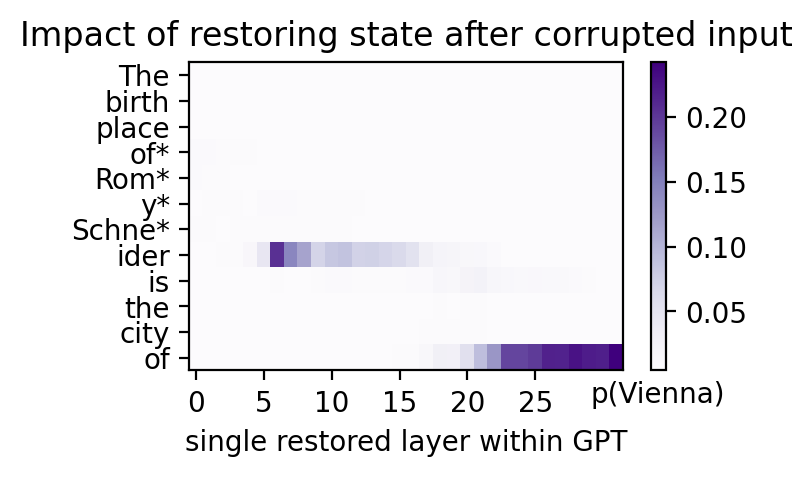 Impact of restoring state after corrupted input
The
birth
place
of*
Rom*
y*
Schne*
ider
is
the
city
of
0 5 10 15 20 25
single restored layer within GPT
0.20
0.15
0.10
0.05
p(Vienna)